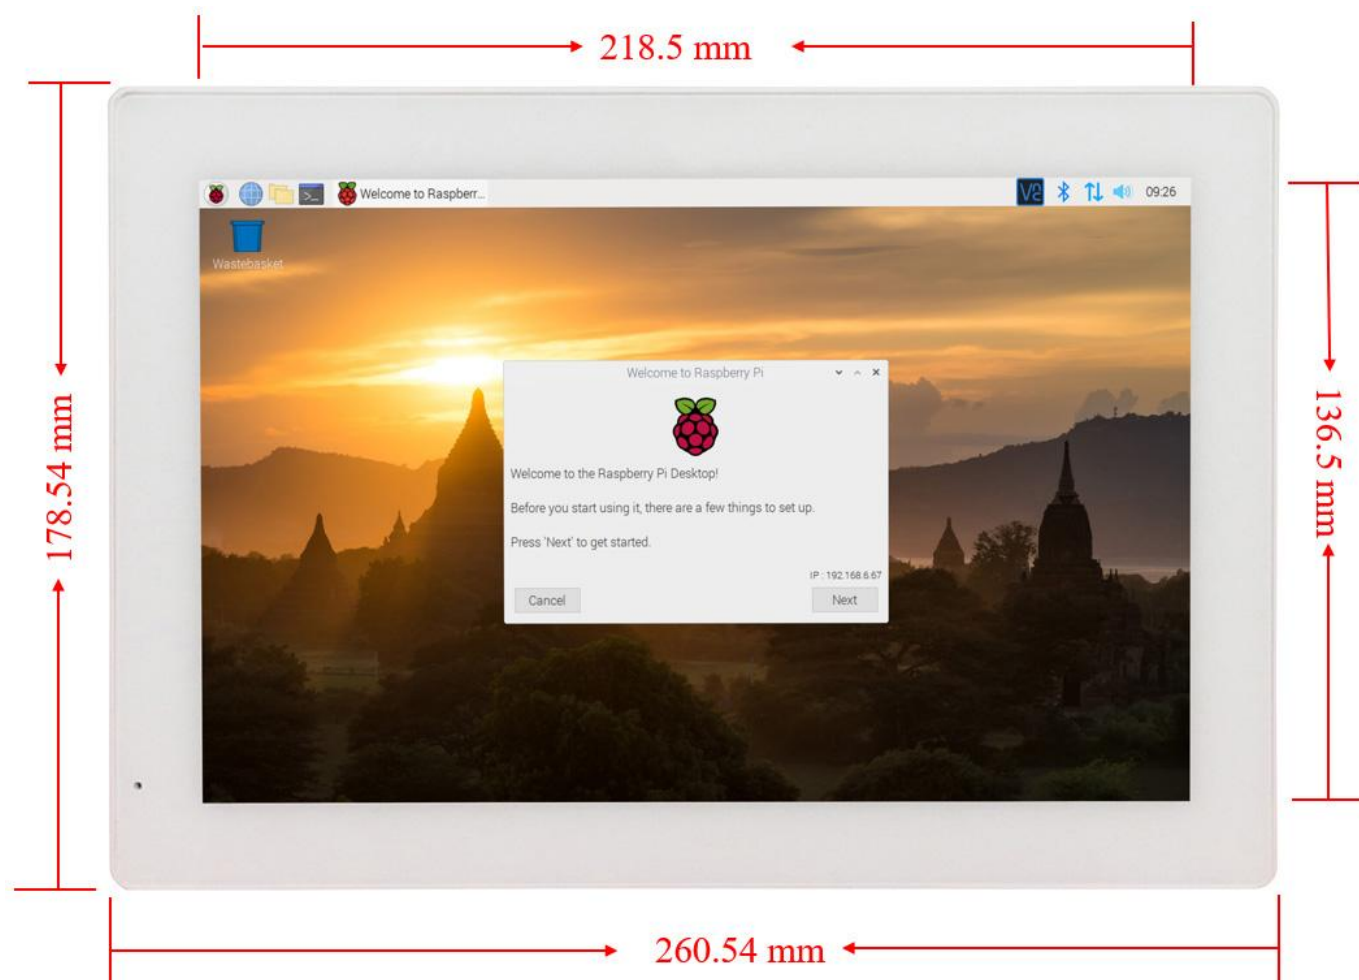 218.5 mm
Welcome to Raspberr...
V2
09:26
Wastebasket
Welcome to Raspberry Pi
Welcome to the Raspberry Pi Desktop!
Before you start using it, there are a few things to set up.
Press 'Next' to get started.
IP : 192.168.6.67
Cancel
Next
178.54 mm
136.5 mm
260.54 mm